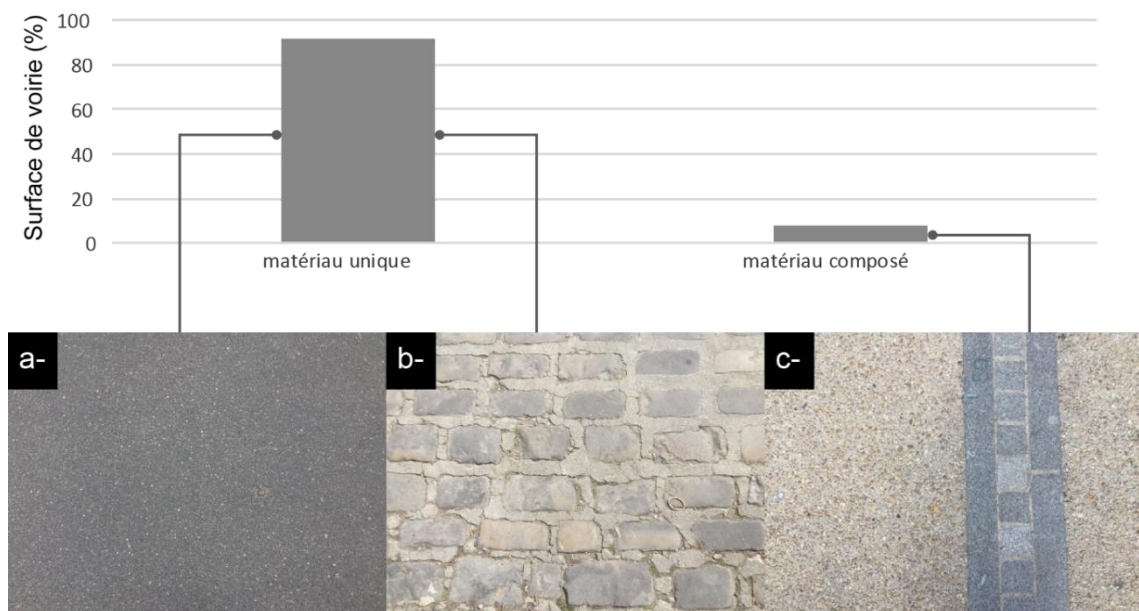 Surface de voirie (%)
100
80
60
40
20
0
matériau unique
matériau composé
a-
b-
c-